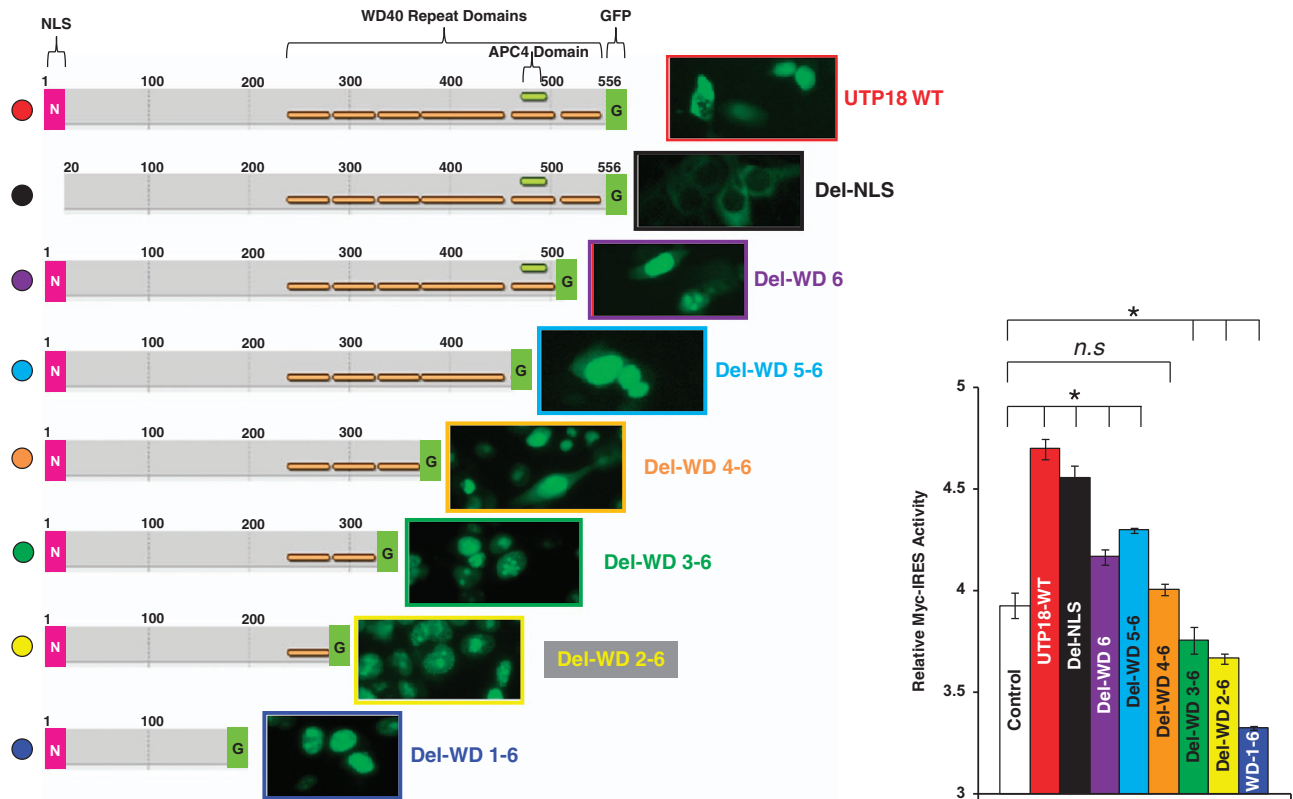 NLS
WD40 Repeat Domains
GFP
APC4 Domain
1 100 200 300 400 500 556
N G
UTP18 WT
20 100 200 300 400 500 556
G
Del-NLS
1 100 200 300 400 500
N G
Del-WD 6
1 100 200 300 400
N G
Del-WD 5-6
1 100 200 300
N G
Del-WD 4-6
1 100 200 300
N G
Del-WD 3-6
1 100 200
N G
Del-WD 2-6
1 100
N G
Del-WD 1-6
*
n.s
*
5
4.5
4
3.5
3
Relative Myc-IRES Activity
Control
UTP18-WT
Del-NLS
Del-WD 6
Del-WD 5-6
Del-WD 4-6
Del-WD 3-6
Del-WD 2-6
WD-1-6